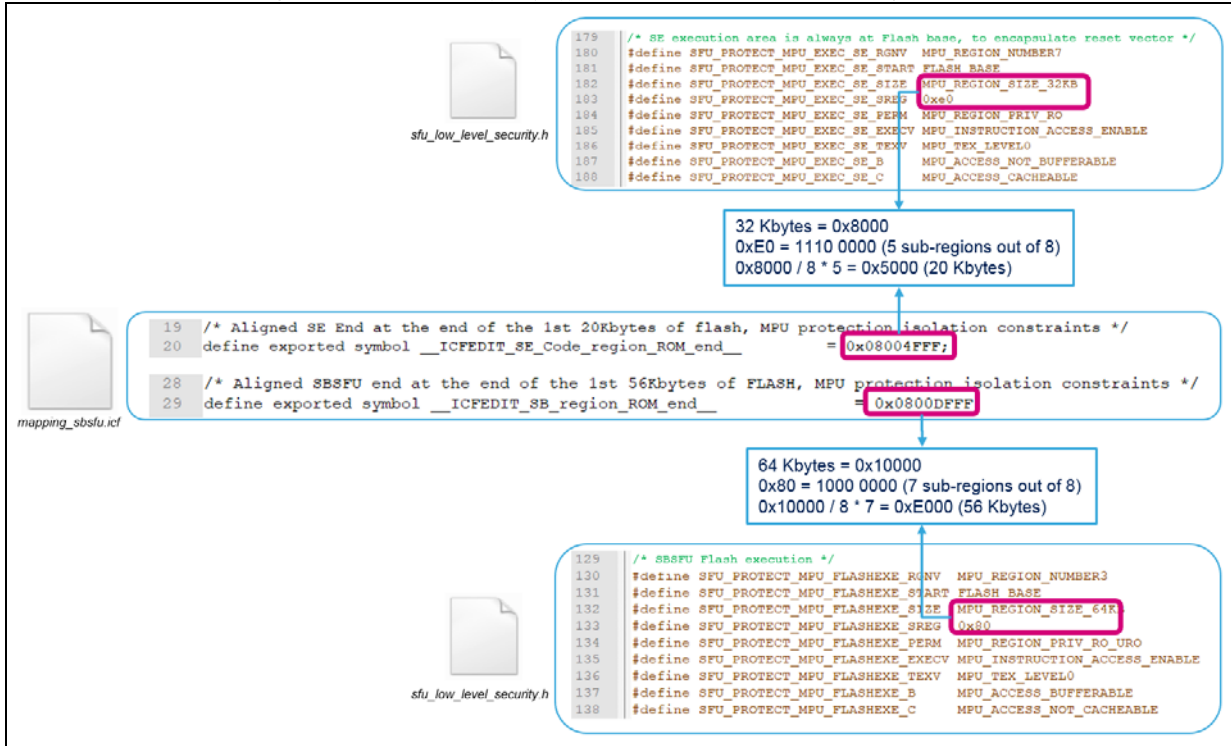 179 /* SE execution area is always at Flash base, to encapsulate reset vector */
180 #define SFU_PROTECT_MPU_EXEC_SE_RGNV MPU_REGION_NUMBER7
181 #define SFU_PROTECT_MPU_EXEC_SE_START FLASH_BASE
182 #define SFU_PROTECT_MPU_EXEC_SE_SIZE MPU_REGION_SIZE_32KB
183 #define SFU_PROTECT_MPU_EXEC_SE_SREG 0xe0
184 #define SFU_PROTECT_MPU_EXEC_SE_PERM MPU_REGION_PRIV_RO
185 #define SFU_PROTECT_MPU_EXEC_SE_EXECV MPU_INSTRUCTION_ACCESS_ENABLE
186 #define SFU_PROTECT_MPU_EXEC_SE_TEXV MPU_TEX_LEVEL0
187 #define SFU_PROTECT_MPU_EXEC_SE_B MPU_ACCESS_NOT_BUFFERABLE
188 #define SFU_PROTECT_MPU_EXEC_SE_C MPU_ACCESS_CACHEABLE
sfu_low_level_security.h
32 Kbytes = 0x8000
0xE0 = 1110 0000 (5 sub-regions out of 8)
0x8000 / 8 * 5 = 0x5000 (20 Kbytes)
19 /* Aligned SE End at the end of the 1st 20Kbytes of flash, MPU protection isolation constraints */
20 define exported symbol __ICFEDIT_SE_Code_region_ROM_end__ = 0x08004FFF;
28 /* Aligned SBSFU end at the end of the 1st 56Kbytes of FLASH, MPU protection isolation constraints */
29 define exported symbol __ICFEDIT_SB_region_ROM_end__ = 0x0800DFFF
mapping_sbsfu.icf
64 Kbytes = 0x10000
0x80 = 1000 0000 (7 sub-regions out of 8)
0x10000 / 8 * 7 = 0xE000 (56 Kbytes)
129 /* SBSFU Flash execution */
130 #define SFU_PROTECT_MPU_FLASHEXE_RGNV MPU_REGION_NUMBER3
131 #define SFU_PROTECT_MPU_FLASHEXE_START FLASH_BASE
132 #define SFU_PROTECT_MPU_FLASHEXE_SIZE MPU_REGION_SIZE_64K
133 #define SFU_PROTECT_MPU_FLASHEXE_SREG 0x80
134 #define SFU_PROTECT_MPU_FLASHEXE_PERM MPU_REGION_PRIV_RO_URO
135 #define SFU_PROTECT_MPU_FLASHEXE_EXECV MPU_INSTRUCTION_ACCESS_ENABLE
136 #define SFU_PROTECT_MPU_FLASHEXE_TEXV MPU_TEX_LEVEL0
137 #define SFU_PROTECT_MPU_FLASHEXE_B MPU_ACCESS_BUFFERABLE
138 #define SFU_PROTECT_MPU_FLASHEXE_C MPU_ACCESS_NOT_CACHEABLE
sfu_low_level_security.h